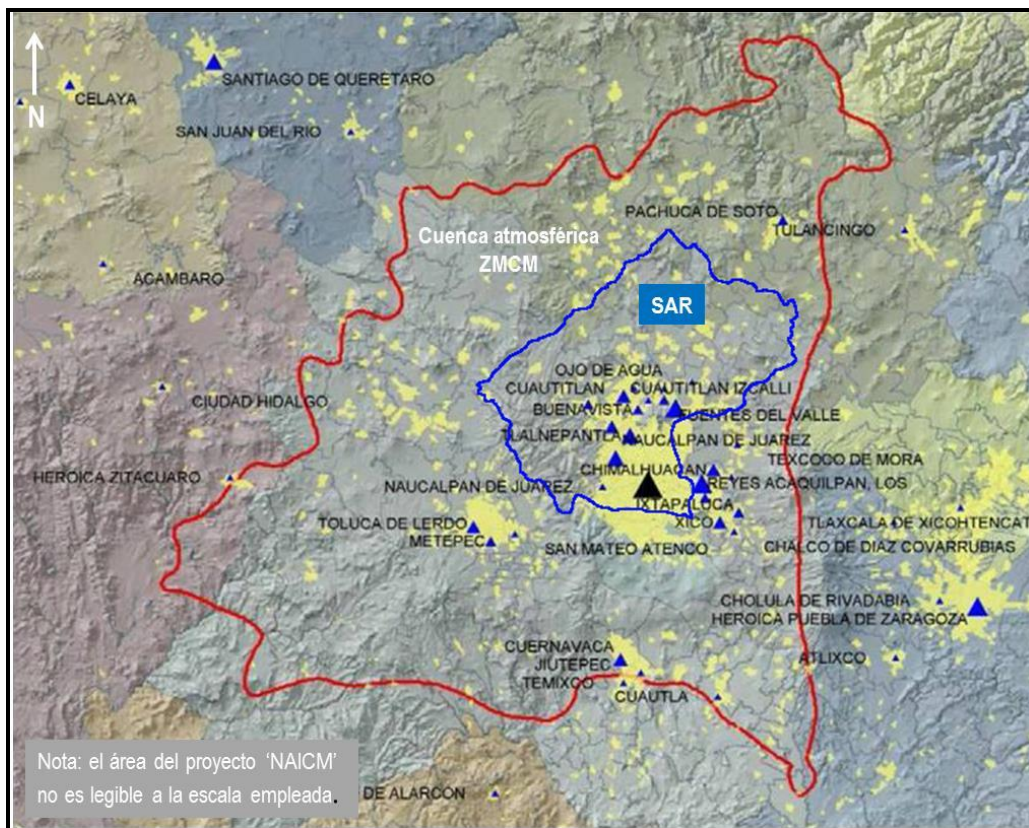 SANTIAGO DE QUERETARO
CELAYA
N
SAN JUAN DEL RIO
PACHUCA DE SOTO
TULANCINGO
Cuenca atmosférica
ZMCM
ACAMBARO
SAR
OJO DE AGUA
CUAUTITLAN
CUAUTITLAN IZCALLI
CIUDAD HIDALGO
BUENAVISTA
FUENTES DEL VALLE
TLALNEPANTLA
NAUCALPAN DE JUAREZ
TEXCOCO DE MORA
CHIMALHUACAN
HEROICA ZITACUARO
NAUCALPAN DE JUAREZ
REYES ACAQUILPAN, LOS
IXTAPALUCA
TOLUCA DE LERDO
XICO
TLAXCALA DE XICOHTENCAT
METEPEC
SAN MATEO ATENCO
CHALCO DE DIAZ COVARRUBIAS
CHOLULA DE RIVADABIA
HEROICA PUEBLA DE ZARAGOZA
CUERNAVACA
JIUTEPEC
ATLIXCO
TEMIXCO
CUAUTLA
Nota: el área del proyecto ‘NAICM’
no es legible a la escala empleada.
DE ALARCON